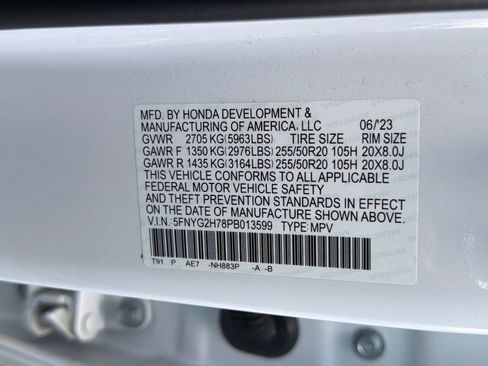 MFD. BY HONDA DEVELOPMENT &
MANUFACTURING OF AMERICA, LLC 06/'23
GVWR 2705 KG(5963LBS) TIRE SIZE RIM SIZE
GAWR F 1350 KG(2976LBS) 255/50R20 105H 20X8.0J
GAWR R 1435 KG(3164LBS) 255/50R20 105H 20X8.0J
THIS VEHICLE CONFORMS TO ALL APPLICABLE
FEDERAL MOTOR VEHICLE SAFETY
AND THEFT PREVENTION STANDARD IN EFFECT ON
THE DATE OF MANUFACTURE SHOWN ABOVE.
V.I.N.: 5FNYG2H78PB013599 TYPE: MPV
T91 P AE7 -NH883P -A -B